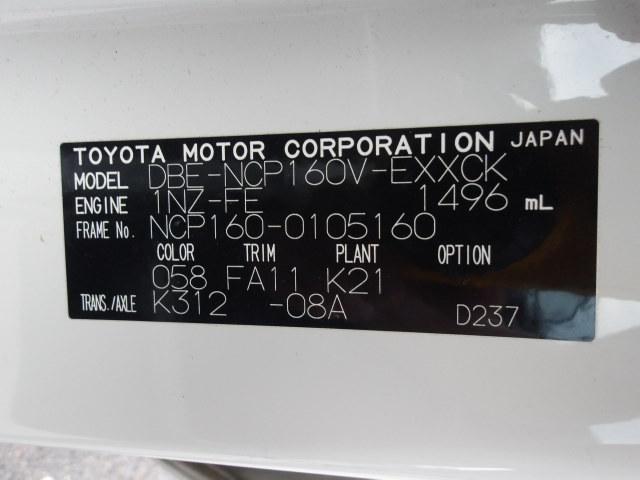 TOYOTA MOTOR CORPORATION JAPAN
MODEL DBE-NCP160V-EXXCK
ENGINE 1NZ-FE 1496 mL
FRAME No. NCP160-0105160
COLOR TRIM PLANT OPTION
058 FA11 K21
TRANS./AXLE K312 -08A D237